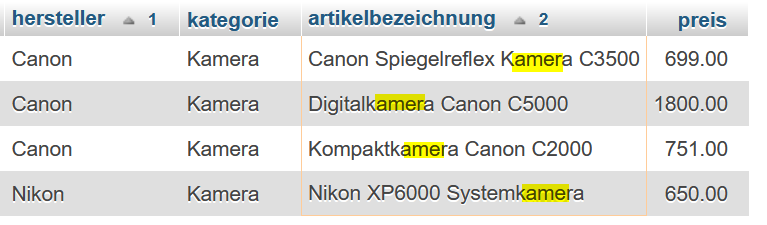 hersteller 1 kategorie artikelbezeichnung 2 preis
Canon Kamera Canon Spiegelreflex Kamera C3500 699.00
Canon Kamera Digitalkamera Canon C5000 1800.00
Canon Kamera Kompaktkamera Canon C2000 751.00
Nikon Kamera Nikon XP6000 Systemkamera 650.00